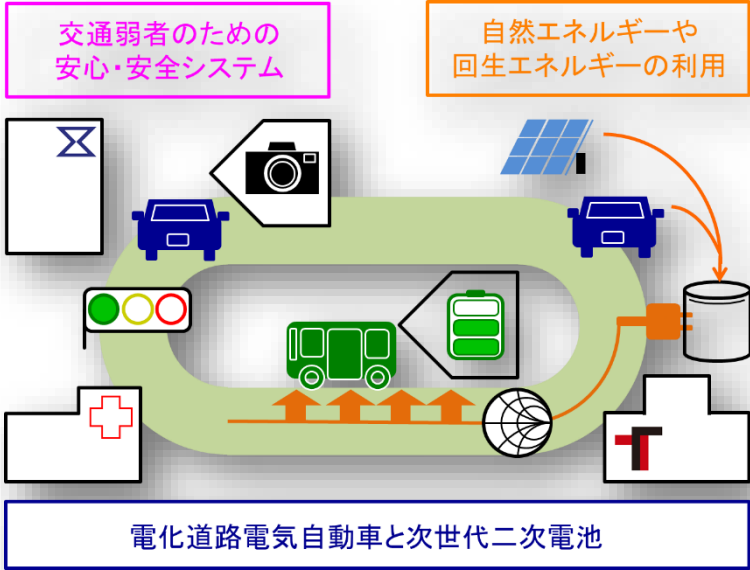 交通弱者のための
安心・安全システム
自然エネルギーや
回生エネルギーの利用
電化道路電気自動車と次世代二次電池